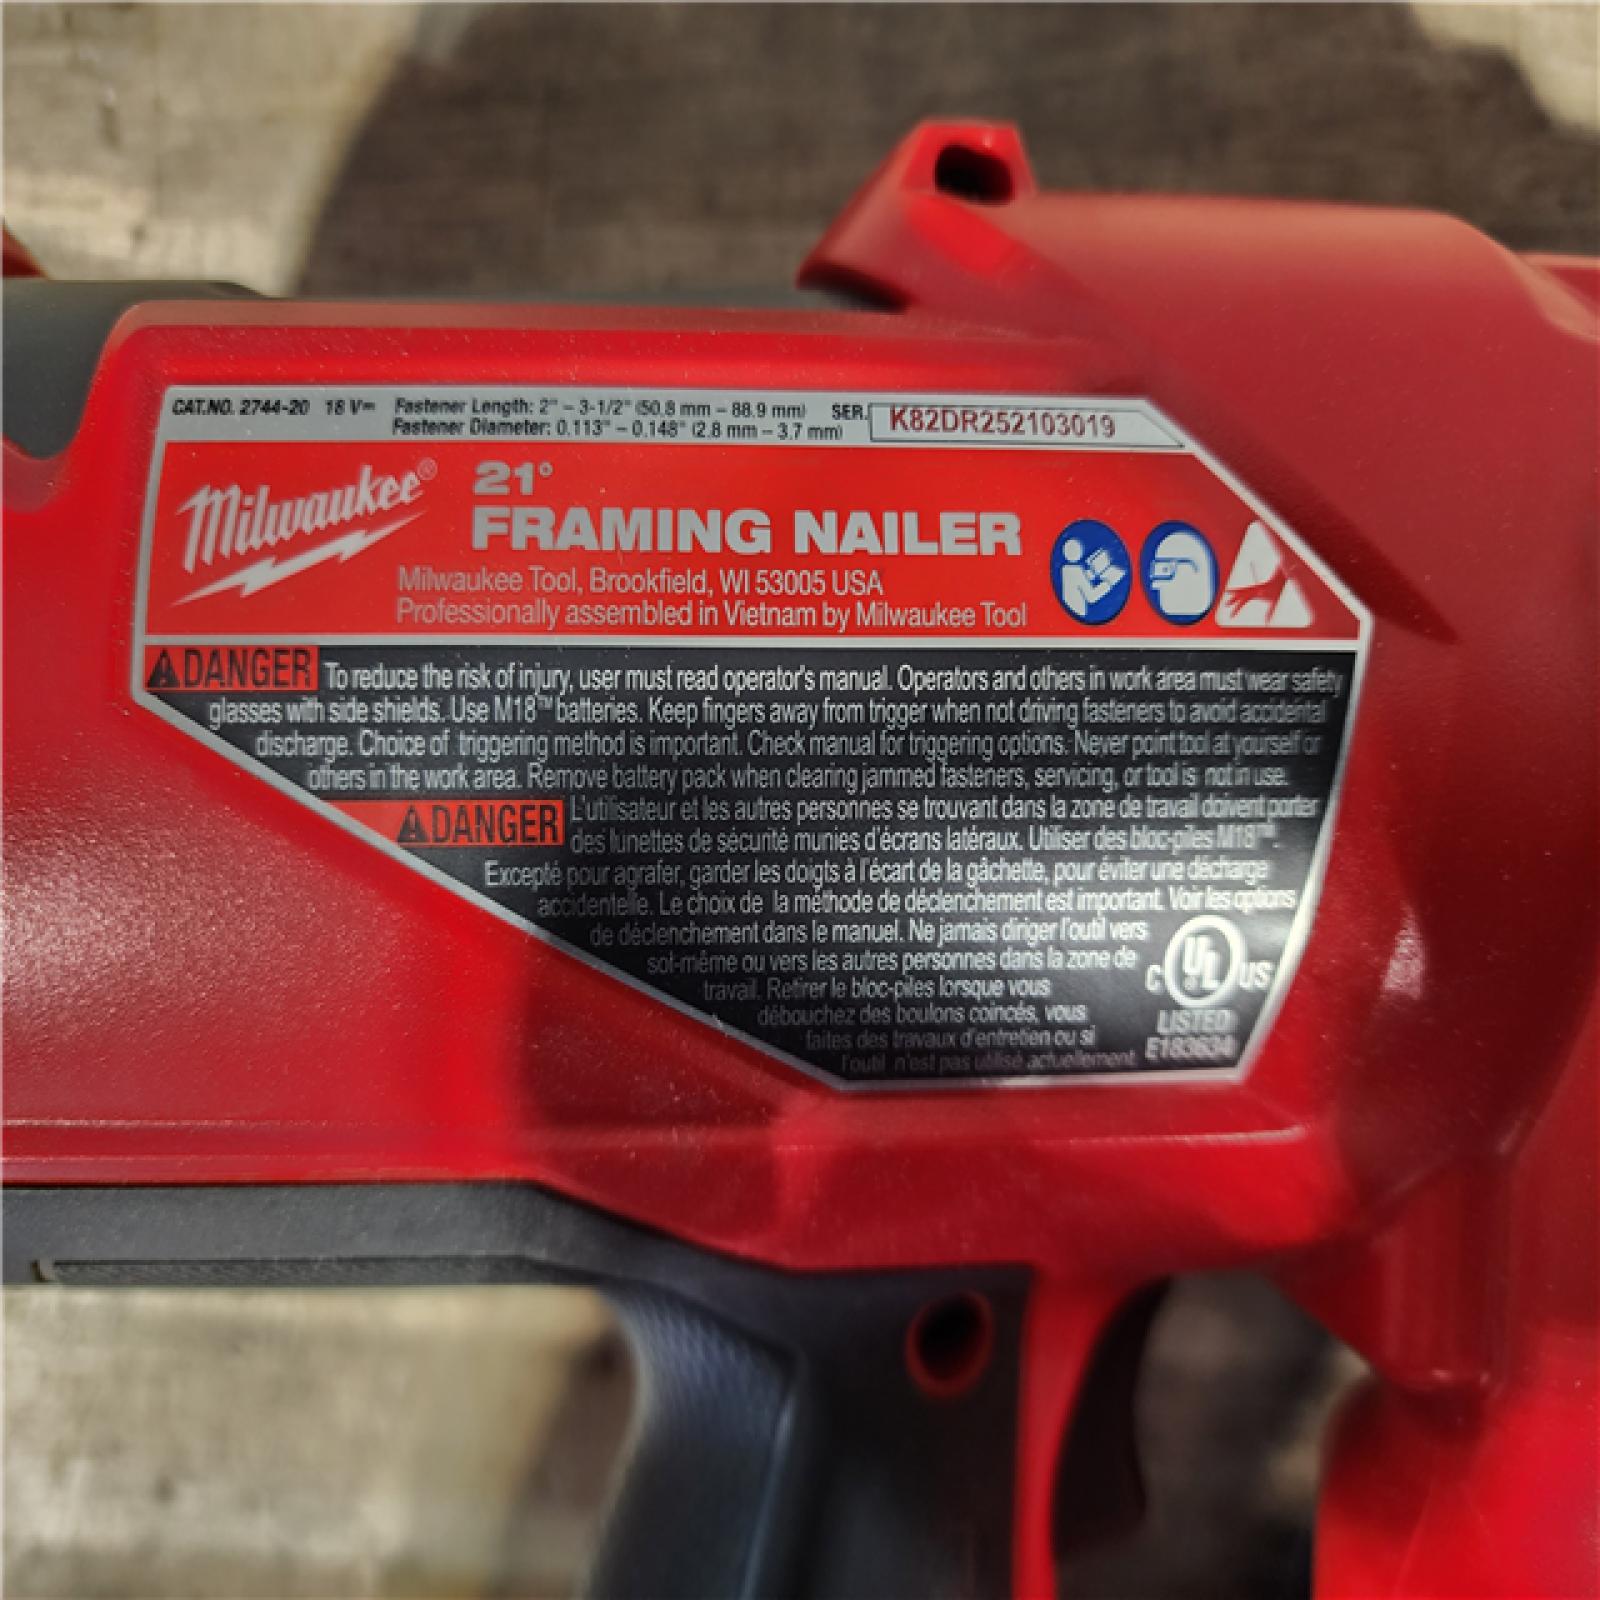 CAT.NO. 2744-20 18 V⎓ Fastener Length: 2" – 3-1/2" (50.8 mm – 88.9 mm) SER. K82DR252103019
Fastener Diameter: 0.113" – 0.148" (2.8 mm – 3.7 mm)
Milwaukee®
21°
FRAMING NAILER
Milwaukee Tool, Brookfield, WI 53005 USA
Professionally assembled in Vietnam by Milwaukee Tool
⚠DANGER To reduce the risk of injury, user must read operator's manual. Operators and others in work area must wear safety
glasses with side shields. Use M18™ batteries. Keep fingers away from trigger when not driving fasteners to avoid accidental
discharge. Choice of triggering method is important. Check manual for triggering options. Never point tool at yourself or
others in the work area. Remove battery pack when clearing jammed fasteners, servicing, or tool is not in use.
⚠DANGER L'utilisateur et les autres personnes se trouvant dans la zone de travail doivent porter
des lunettes de sécurité munies d'écrans latéraux. Utiliser des bloc-piles M18™.
Excepté pour agrafer, garder les doigts à l'écart de la gâchette, pour éviter une décharge
accidentelle. Le choix de la méthode de déclenchement est important. Voir les options
de déclenchement dans le manuel. Ne jamais diriger l'outil vers
soi-même ou vers les autres personnes dans la zone de
travail. Retirer le bloc-piles lorsque vous
débouchez des boulons coincés, vous
faites des travaux d'entretien ou si
l'outil n'est pas utilisé actuellement.
C UL US
LISTED
E183634